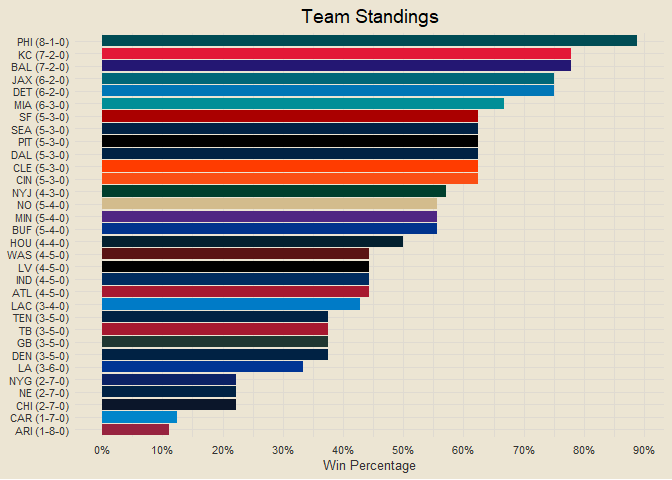 Team Standings
PHI (8-1-0)
KC (7-2-0)
BAL (7-2-0)
JAX (6-2-0)
DET (6-2-0)
MIA (6-3-0)
SF (5-3-0)
SEA (5-3-0)
PIT (5-3-0)
DAL (5-3-0)
CLE (5-3-0)
CIN (5-3-0)
NYJ (4-3-0)
NO (5-4-0)
MIN (5-4-0)
BUF (5-4-0)
HOU (4-4-0)
WAS (4-5-0)
LV (4-5-0)
IND (4-5-0)
ATL (4-5-0)
LAC (3-4-0)
TEN (3-5-0)
TB (3-5-0)
GB (3-5-0)
DEN (3-5-0)
LA (3-6-0)
NYG (2-7-0)
NE (2-7-0)
CHI (2-7-0)
CAR (1-7-0)
ARI (1-8-0)
0% 10% 20% 30% 40% 50% 60% 70% 80% 90%
Win Percentage